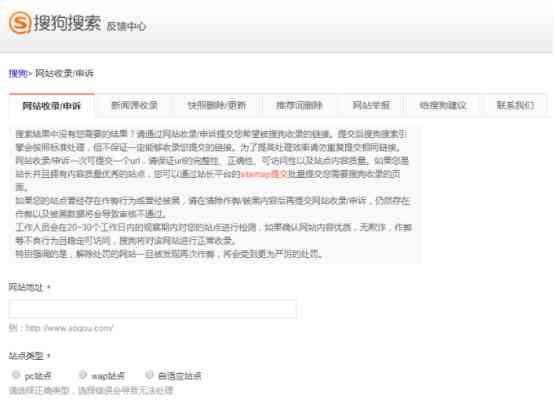 搜狗搜索 反馈中心
搜狗> 网站收录/申诉
网站收录/申诉 新闻源收录 快照删除/更新 推荐词删除 网站举报 给搜狗建议 联系我们
搜索结果中没有您需要的结果？请通过网站收录/申诉提交您希望被搜狗收录的链接。提交后搜狗搜索引
擎会按照标准处理，但不保证一定能够收录您提交的链接。为了提高处理效率请勿重复提交相同链接。
网站收录/申诉一次可提交一个url，请保证url的完整性、正确性、可访问性以及站点内容质量。如果您是
站长并且拥有内容质量优秀的站点，您可以通过站长平台的sitemap提交批量提交您需要搜狗收录的页
面。
如果您的站点曾经存在作弊行为或曾经被黑，请在清除作弊/被黑内容后再提交网站收录/申诉，仍然存在
作弊以及被黑数据将会导致审核不通过。
工作人员会在20-30个工作日内的观察期内对您的站点进行检测，如果确认网站内容优质，无欺诈，作弊
等不良行为且稳定可访问，搜狗将对该网站进行正常收录。
特别强调的是，解除处罚的网站一旦被发现再次作弊，将会受到更为严厉的处罚。
网站地址 *
例：http://www.sogou.com/
站点类型 *
pc站点 wap站点 自适应站点
请选择正确类型，选择错误会导致无法处理